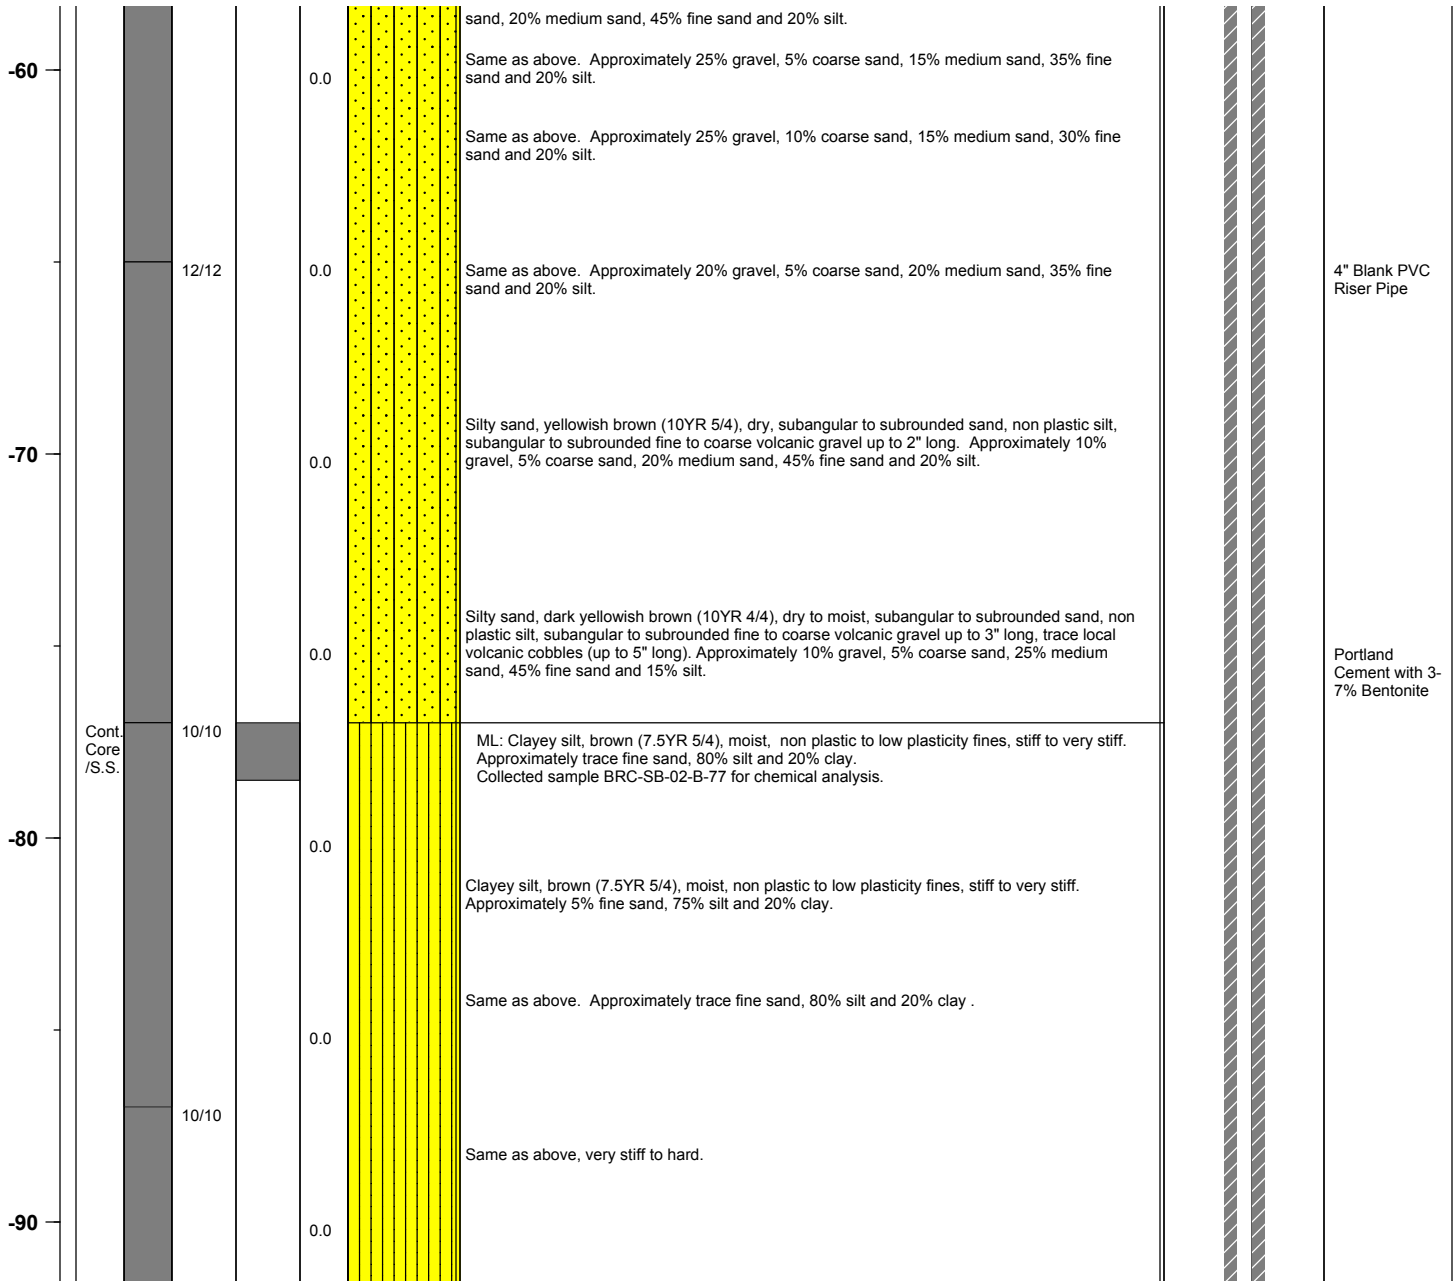 sand, 20% medium sand, 45% fine sand and 20% silt.
-60
0.0
Same as above.  Approximately 25% gravel, 5% coarse sand, 15% medium sand, 35% fine
sand and 20% silt.
Same as above.  Approximately 25% gravel, 10% coarse sand, 15% medium sand, 30% fine
sand and 20% silt.
12/12
0.0
Same as above.  Approximately 20% gravel, 5% coarse sand, 20% medium sand, 35% fine
sand and 20% silt.
4" Blank PVC
Riser Pipe
-70
0.0
Silty sand, yellowish brown (10YR 5/4), dry, subangular to subrounded sand, non plastic silt,
subangular to subrounded fine to coarse volcanic gravel up to 2" long.  Approximately 10%
gravel, 5% coarse sand, 20% medium sand, 45% fine sand and 20% silt.
0.0
Silty sand, dark yellowish brown (10YR 4/4), dry to moist, subangular to subrounded sand, non
plastic silt, subangular to subrounded fine to coarse volcanic gravel up to 3" long, trace local
volcanic cobbles (up to 5" long). Approximately 10% gravel, 5% coarse sand, 25% medium
sand, 45% fine sand and 15% silt.
Portland
Cement with 3-
7% Bentonite
Cont.
Core
/S.S.
10/10
ML: Clayey silt, brown (7.5YR 5/4), moist,  non plastic to low plasticity fines, stiff to very stiff.
Approximately trace fine sand, 80% silt and 20% clay.
Collected sample BRC-SB-02-B-77 for chemical analysis.
-80
0.0
Clayey silt, brown (7.5YR 5/4), moist, non plastic to low plasticity fines, stiff to very stiff.
Approximately 5% fine sand, 75% silt and 20% clay.
Same as above.  Approximately trace fine sand, 80% silt and 20% clay .
0.0
10/10
Same as above, very stiff to hard.
-90
0.0